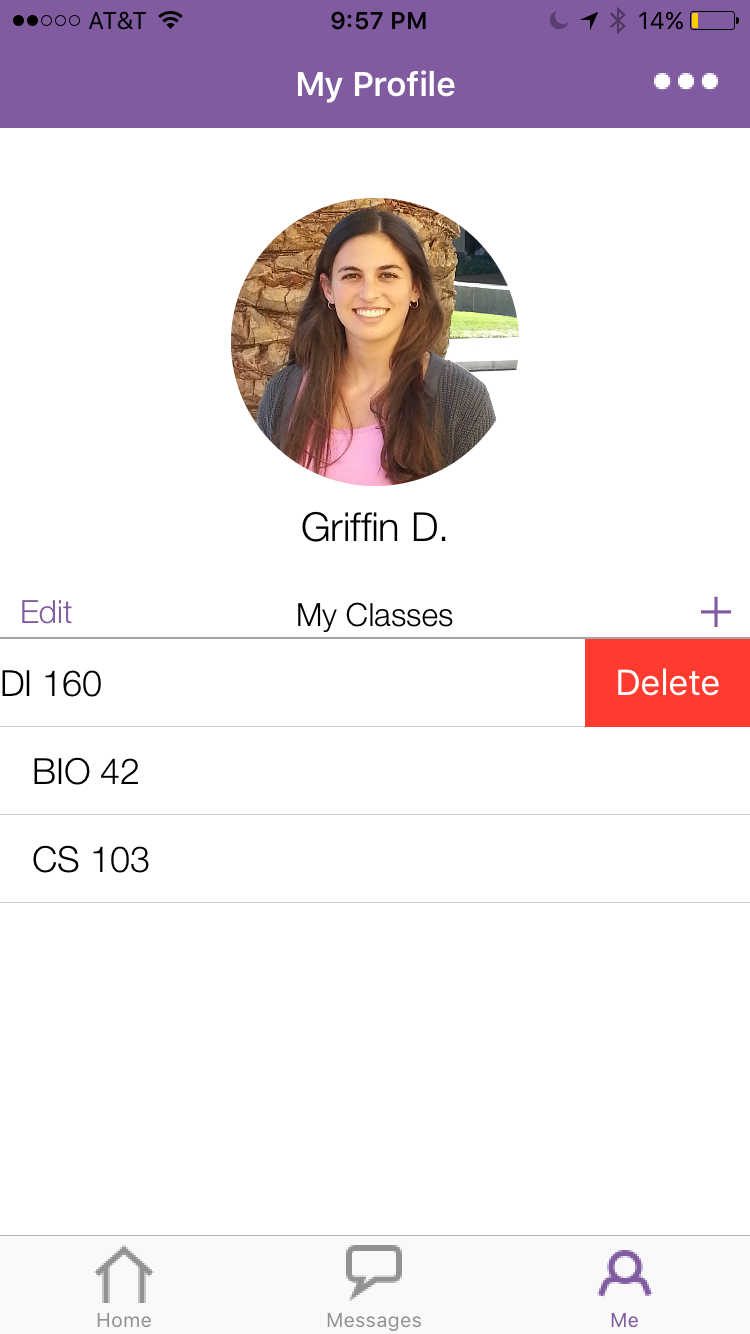 AT&T 9:57 PM 14%
My Profile
Griffin D.
Edit My Classes +
DI 160 Delete
BIO 42
CS 103
Home Messages Me